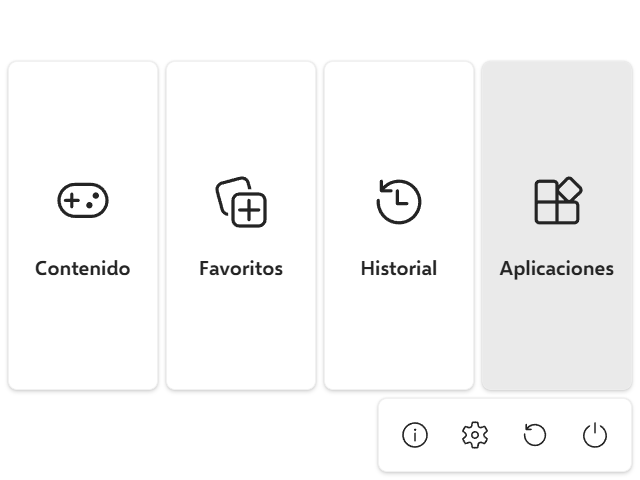 Contenido
Favoritos
Historial
Aplicaciones